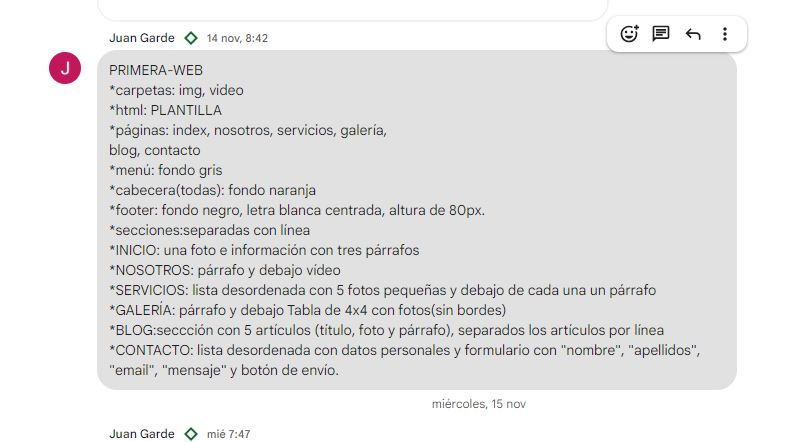 Juan Garde 14 nov, 8:42
J
PRIMERA-WEB
*carpetas: img, video
*html: PLANTILLA
*páginas: index, nosotros, servicios, galería,
blog, contacto
*menú: fondo gris
*cabecera(todas): fondo naranja
*footer: fondo negro, letra blanca centrada, altura de 80px.
*secciones:separadas con línea
*INICIO: una foto e información con tres párrafos
*NOSOTROS: párrafo y debajo vídeo
*SERVICIOS: lista desordenada con 5 fotos pequeñas y debajo de cada una un párrafo
*GALERÍA: párrafo y debajo Tabla de 4x4 con fotos(sin bordes)
*BLOG:seccción con 5 artículos (título, foto y párrafo), separados los artículos por línea
*CONTACTO: lista desordenada con datos personales y formulario con "nombre", "apellidos",
"email", "mensaje" y botón de envío.
miércoles, 15 nov
Juan Garde mié 7:47